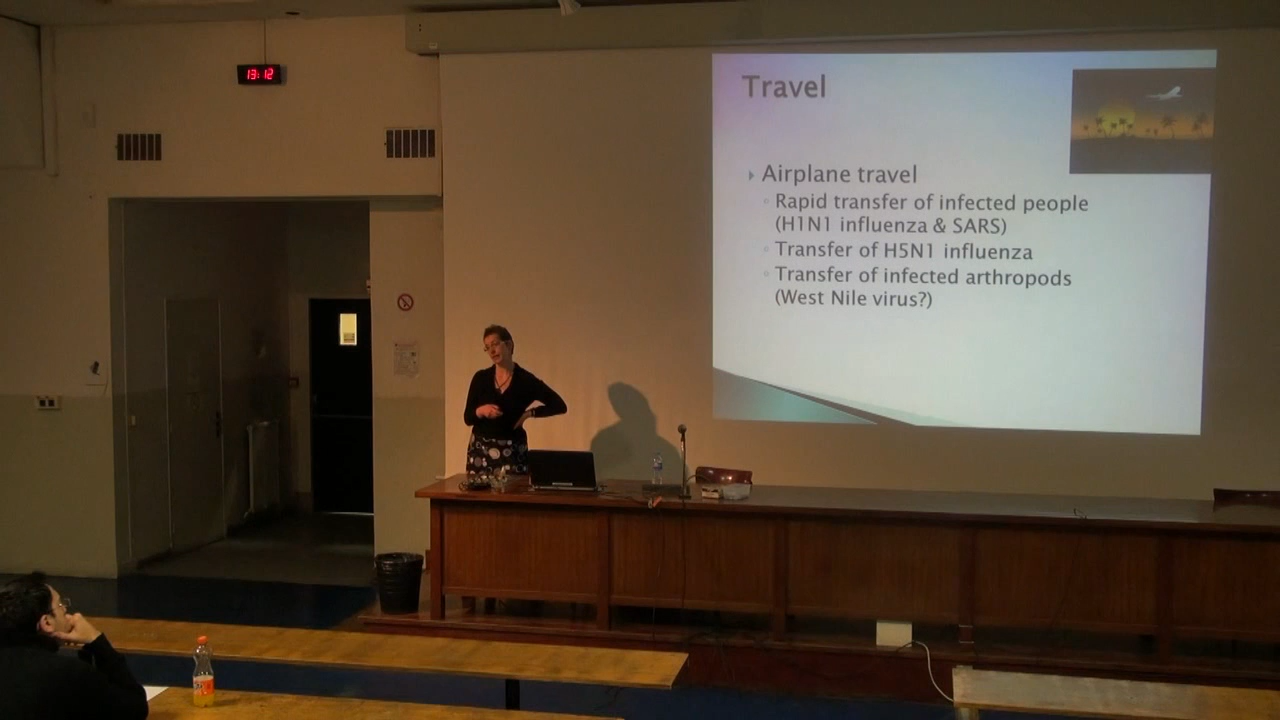 13:12
Travel
Airplane travel
Rapid transfer of infected people
(H1N1 influenza & SARS)
Transfer of H5N1 influenza
Transfer of infected arthropods
(West Nile virus?)